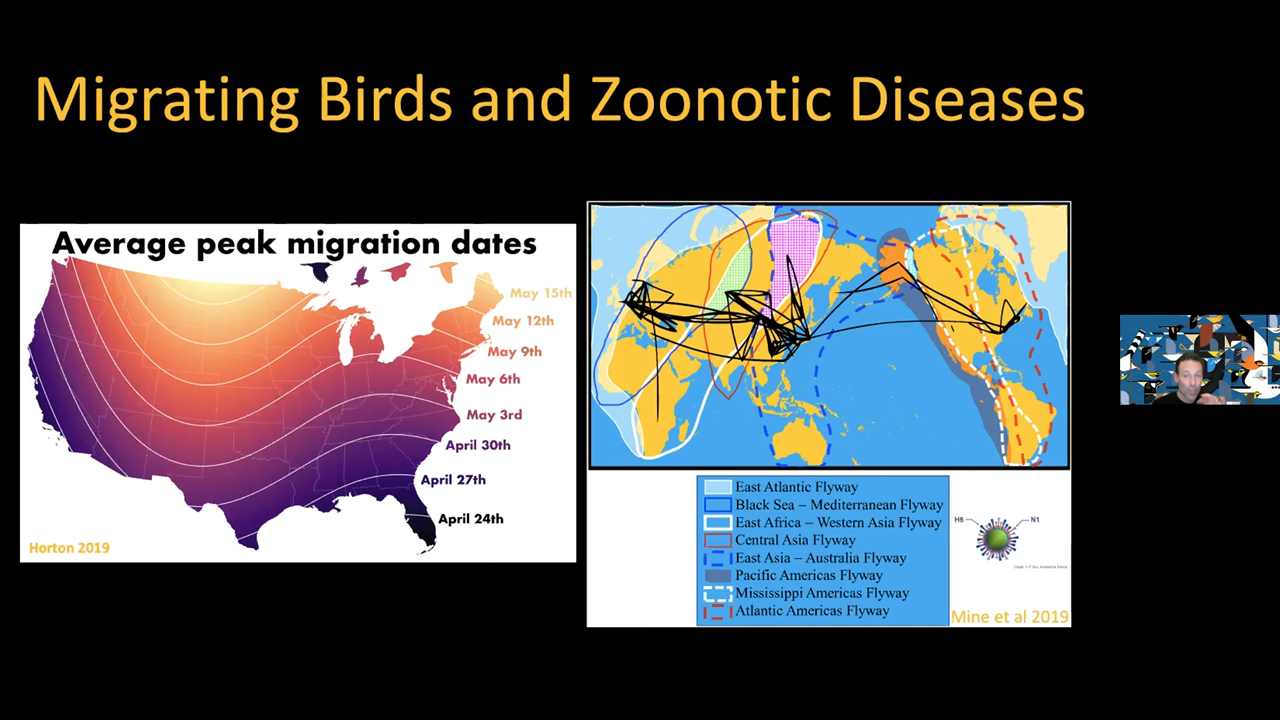 Migrating Birds and Zoonotic Diseases
Average peak migration dates
May 15th
May 12th
May 9th
May 6th
May 3rd
April 30th
April 27th
April 24th
Horton 2019
East Atlantic Flyway
Black Sea – Mediterranean Flyway
East Africa – Western Asia Flyway
Central Asia Flyway
East Asia – Australia Flyway
Pacific Americas Flyway
Mississippi Americas Flyway
Atlantic Americas Flyway
H5
N1
Mine et al 2019